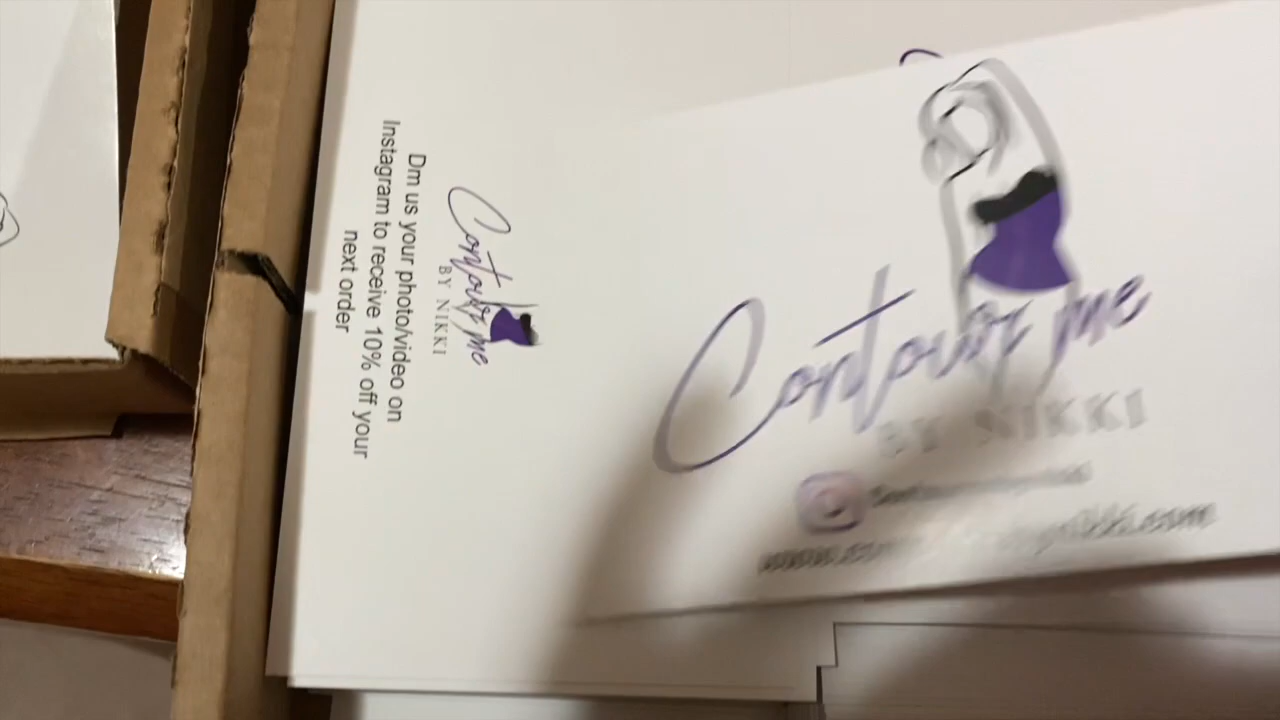 Contour me
BY NIKKI
Dm us your photo/video on
Instagram to receive 10% off your
next order
Contour me
BY NIKKI